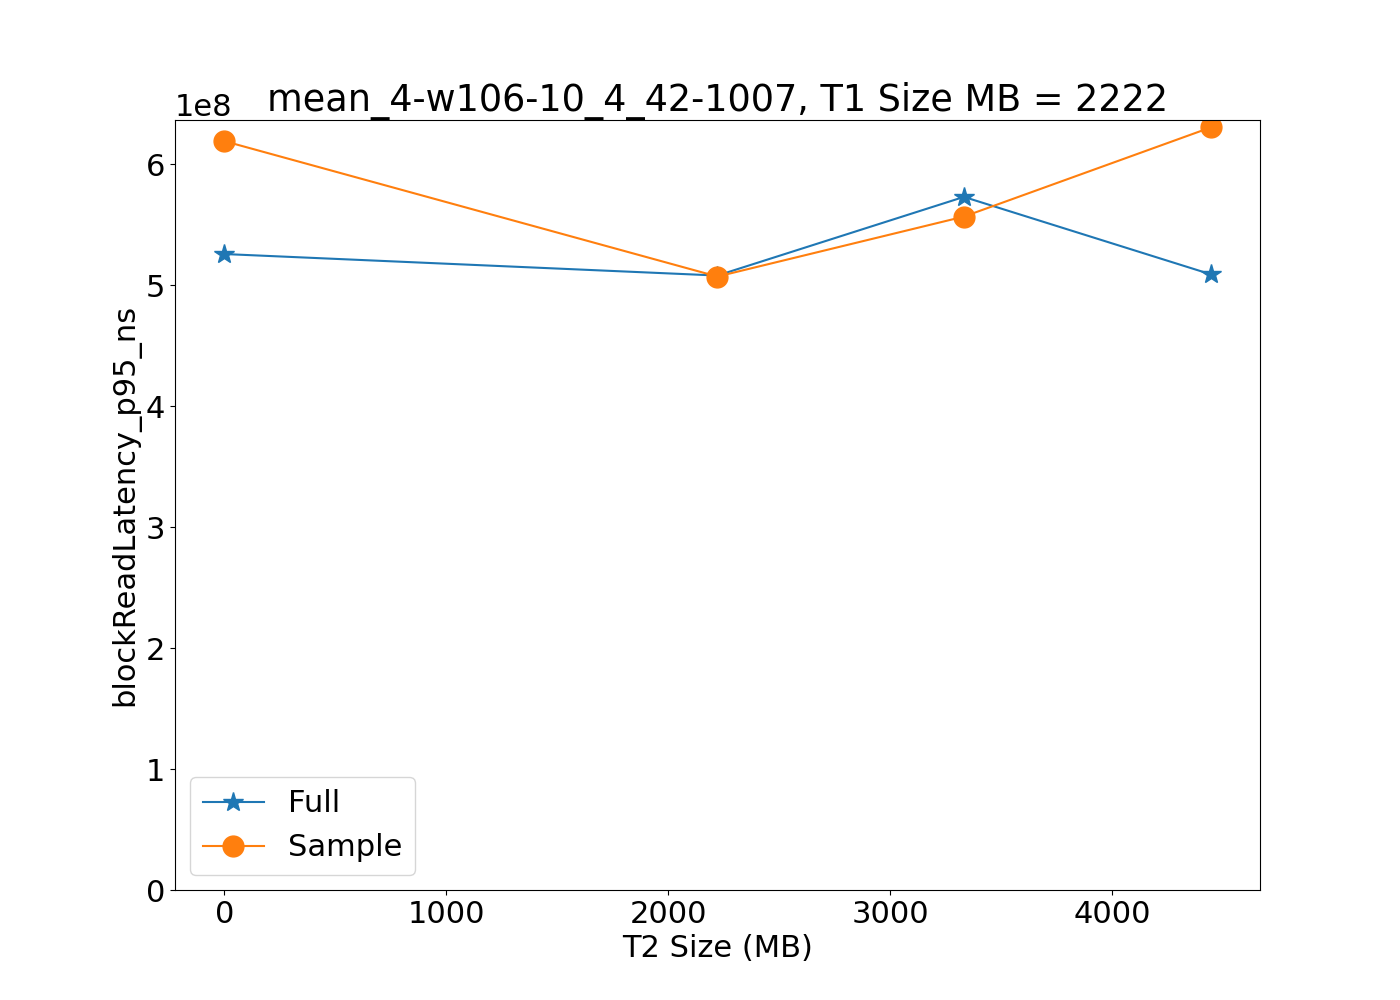 1e8
mean_4-w106-10_4_42-1007, T1 Size MB = 2222
blockReadLatency_p95_ns
6
5
4
3
2
1
0
Full
Sample
0 1000 2000 3000 4000
T2 Size (MB)